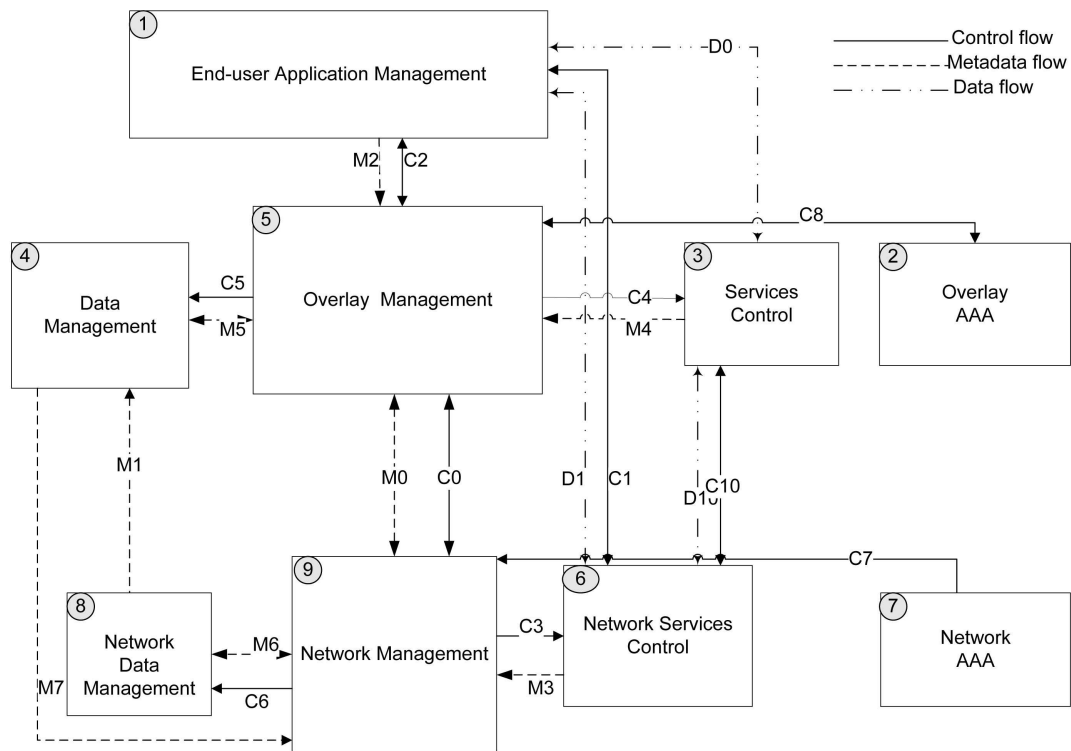 1
End-user Application Management
D0
Control flow
Metadata flow
Data flow
M2
C2
5
Overlay Management
C8
4
Data
Management
C5
M5
C4
M4
3
Services
Control
2
Overlay
AAA
M1
M0
C0
D1
C1
C10
D10
C7
9
Network Management
6
Network Services
Control
7
Network
AAA
8
Network
Data
Management
M6
C6
M7
C3
M3